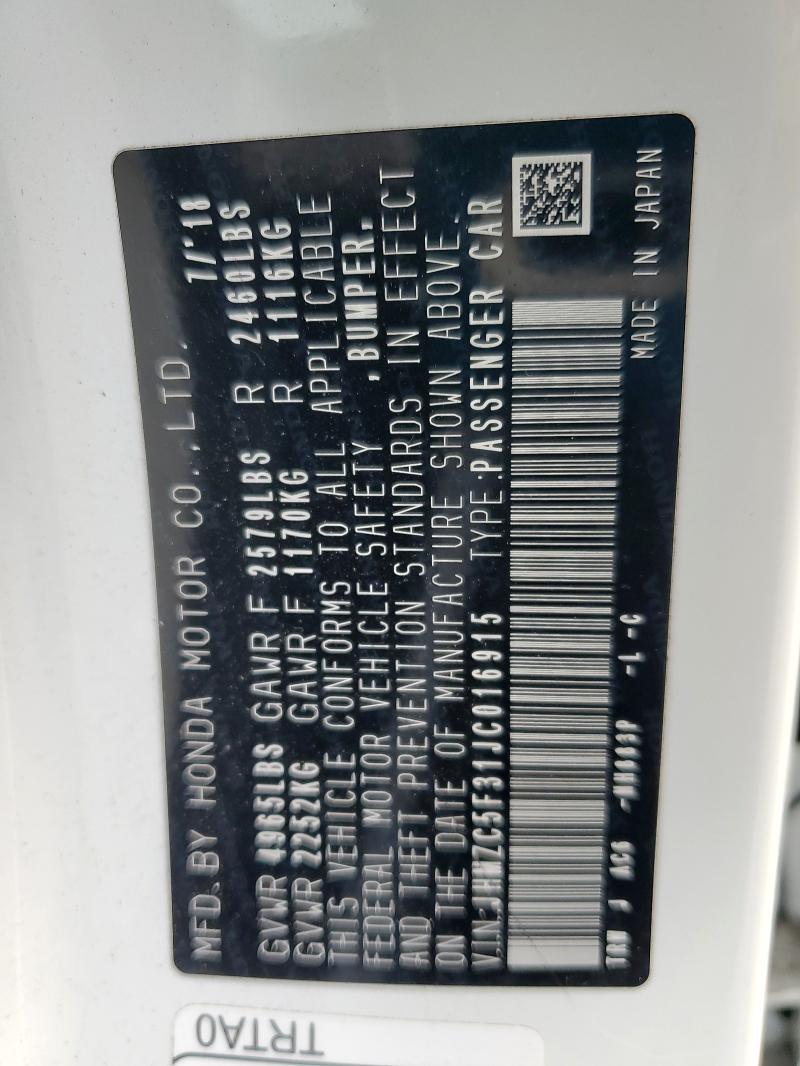 MFD. BY HONDA MOTOR CO., LTD. 7/'18
GVWR 4965LBS GAWR F 2579LBS R 2460LBS
GVWR 2252KG GAWR F 1170KG R 1116KG
THIS VEHICLE CONFORMS TO ALL APPLICABLE
FEDERAL MOTOR VEHICLE SAFETY ,BUMPER,
AND THEFT PREVENTION STANDARDS IN EFFECT
ON THE DATE OF MANUFACTURE SHOWN ABOVE.
VIN:JHMZC5F31JC016915 TYPE:PASSENGER CAR
J AC6 -NH883P -L -C
MADE IN JAPAN
TRTA0